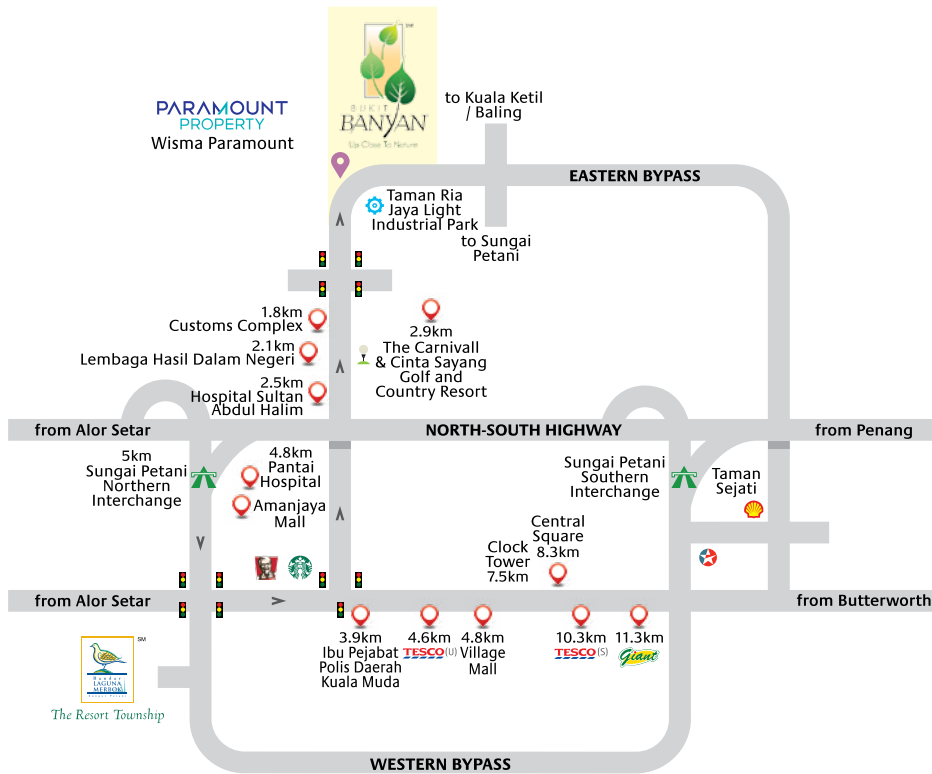 SM
BUKIT
BANYAN
Up Close To Nature
PARAMOUNT
PROPERTY
Wisma Paramount
to Kuala Ketil
/ Baling
EASTERN BYPASS
Taman Ria
Jaya Light
Industrial Park
to Sungai
Petani
1.8km
Customs Complex
2.1km
Lembaga Hasil Dalam Negeri
2.5km
Hospital Sultan
Abdul Halim
2.9km
The Carnivall
& Cinta Sayang
Golf and
Country Resort
from Alor Setar
NORTH-SOUTH HIGHWAY
from Penang
5km
Sungai Petani
Northern
Interchange
4.8km
Pantai
Hospital
Amanjaya
Mall
Sungai Petani
Southern
Interchange
Taman
Sejati
Central
Square
8.3km
Clock
Tower
7.5km
KFC
from Alor Setar
from Butterworth
3.9km
Ibu Pejabat
Polis Daerah
Kuala Muda
4.6km
TESCO (U)
4.8km
Village
Mall
10.3km
TESCO (S)
11.3km
Giant
SM
Bandar
LAGUNA
MERBOK
The Resort Township
WESTERN BYPASS